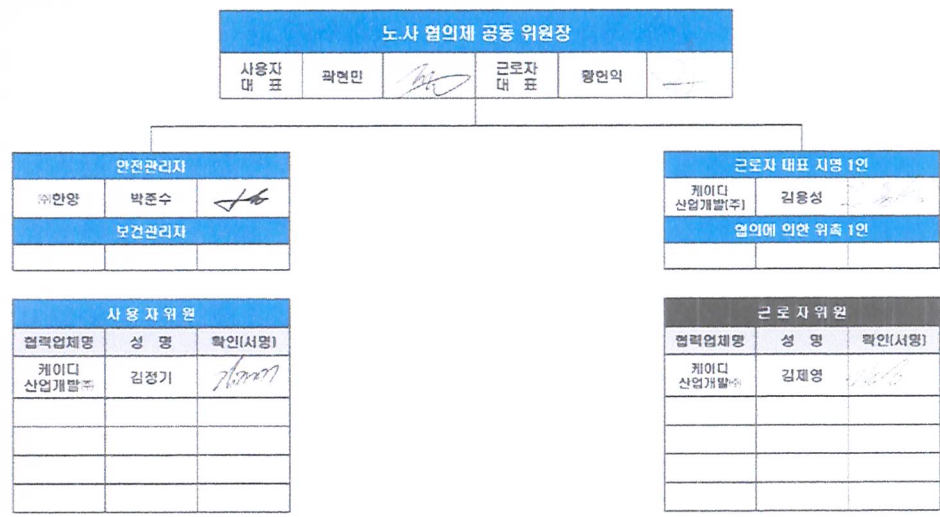 노.사 협의체 공동 위원장
사용자 대 표 곽현민 근로자 대 표 황헌익
안전관리자
㈜한양 박준수
보건관리자
근로자 대표 지명 1인
케이디 산업개발(주) 김용성
협의에 의한 위촉 1인
사 용 자 위 원
협력업체명 성 명 확인(서명)
케이디 산업개발㈜ 김정기
근 로 자 위 원
협력업체명 성 명 확인(서명)
케이디 산업개발㈜ 김제영